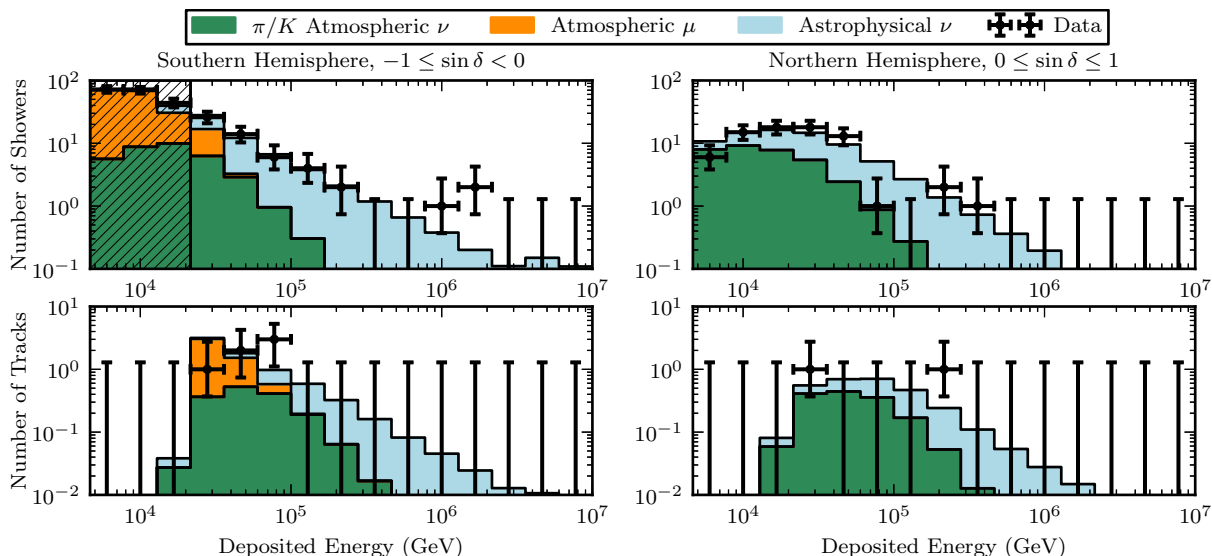 π/K Atmospheric ν Atmospheric μ Astrophysical ν Data
Southern Hemisphere, −1 ≤ sin δ < 0
Northern Hemisphere, 0 ≤ sin δ ≤ 1
Number of Showers
10²
10¹
10⁰
10⁻¹
10⁴ 10⁵ 10⁶ 10⁷
10²
10¹
10⁰
10⁻¹
10⁴ 10⁵ 10⁶ 10⁷
Number of Tracks
10¹
10⁰
10⁻¹
10⁻²
10⁴ 10⁵ 10⁶ 10⁷
Deposited Energy (GeV)
10¹
10⁰
10⁻¹
10⁻²
10⁴ 10⁵ 10⁶ 10⁷
Deposited Energy (GeV)